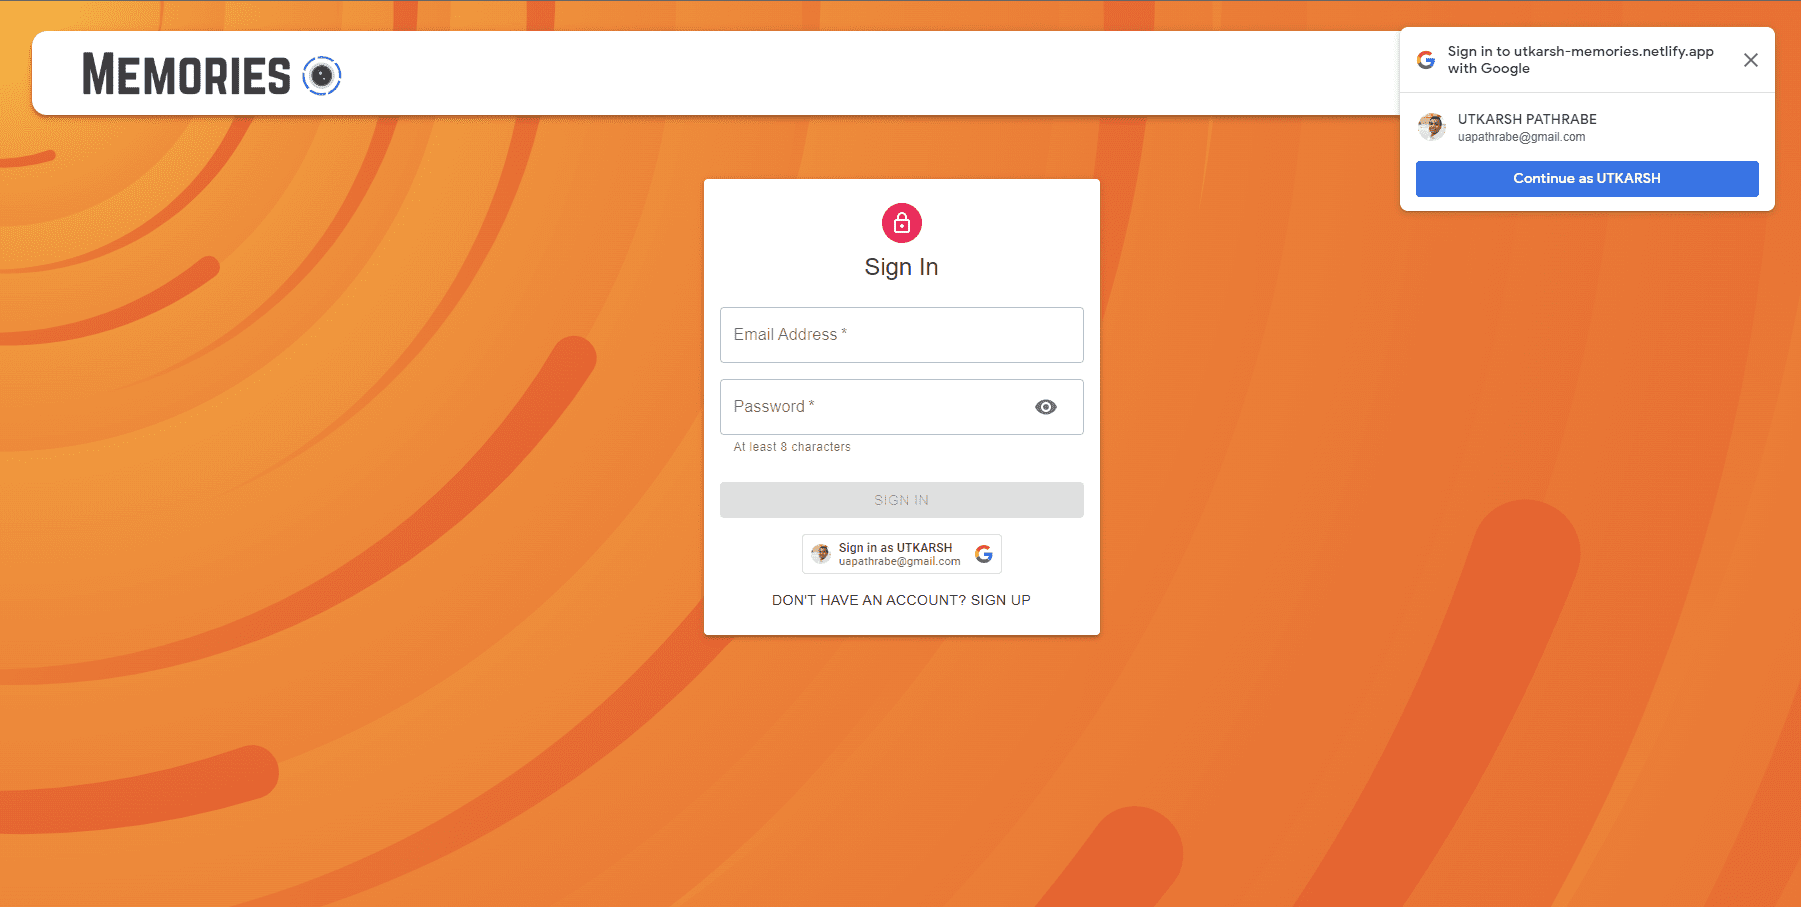 MEMORIES
Sign in to utkarsh-memories.netlify.app
with Google
UTKARSH PATHRABE
uapathrabe@gmail.com
Continue as UTKARSH
Sign In
Email Address *
Password *
At least 8 characters
SIGN IN
Sign in as UTKARSH
uapathrabe@gmail.com
DON'T HAVE AN ACCOUNT? SIGN UP